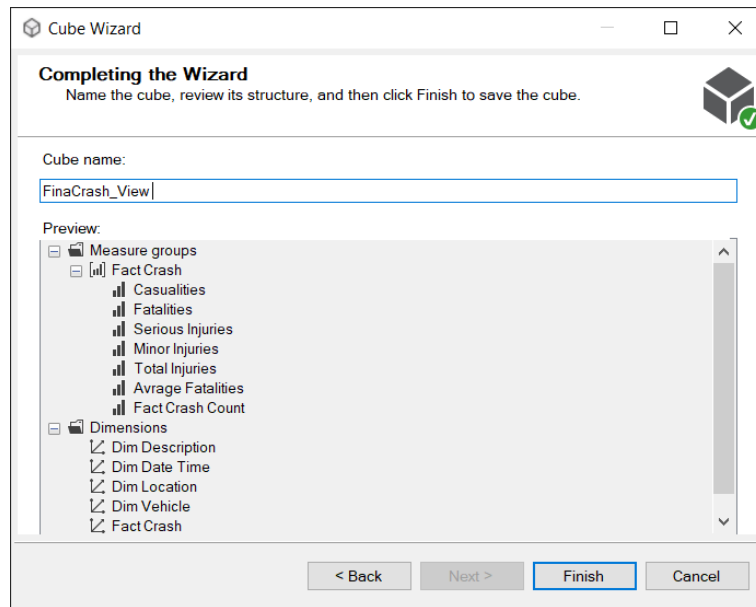 Cube Wizard
Completing the Wizard
Name the cube, review its structure, and then click Finish to save the cube.
Cube name:
FinaCrash_View
Preview:
Measure groups
Fact Crash
Casualities
Fatalities
Serious Injuries
Minor Injuries
Total Injuries
Avrage Fatalities
Fact Crash Count
Dimensions
Dim Description
Dim Date Time
Dim Location
Dim Vehicle
Fact Crash
< Back Next > Finish Cancel